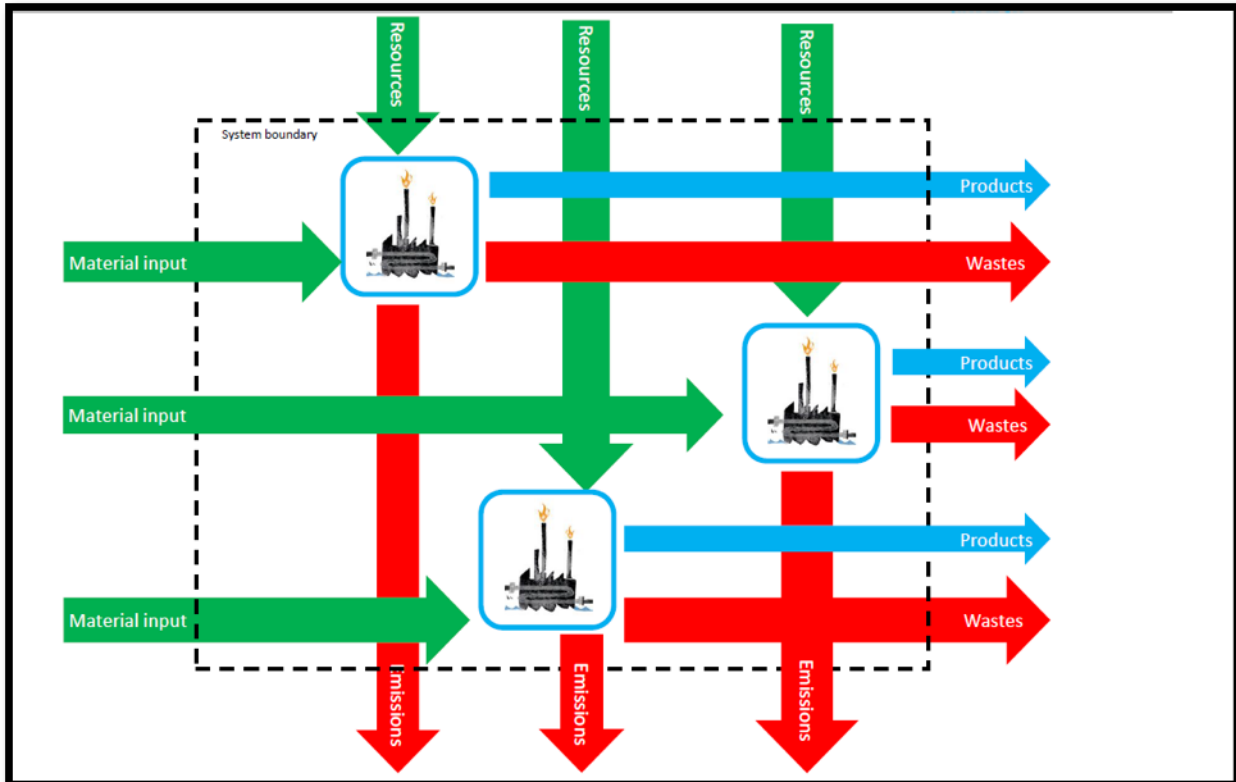 Resources
Resources
Resources
System boundary
Products
Material input
Wastes
Products
Material input
Wastes
Products
Material input
Wastes
Emissions
Emissions
Emissions